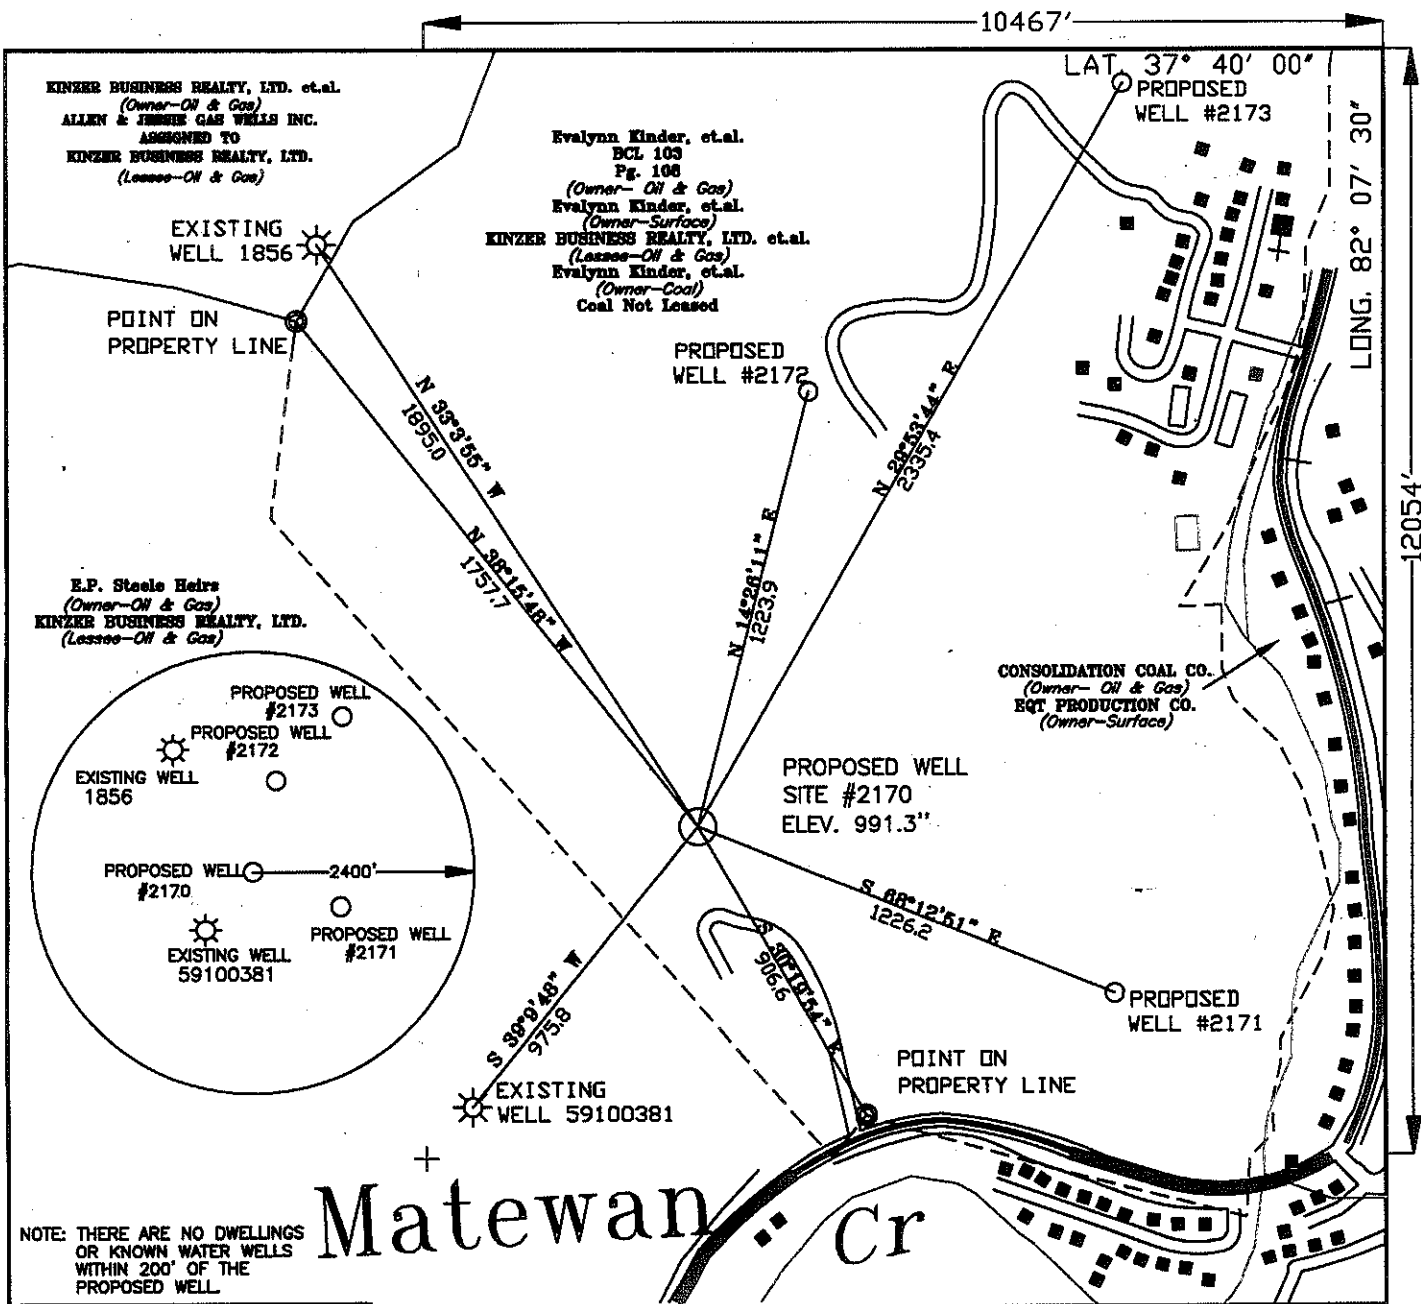 10467'
LAT. 37° 40' 00"
LONG. 82° 07' 30"
12054'
KINZER BUSINESS REALTY, LTD. et.al.
(Owner-Oil & Gas)
ALLEN & JESSIE GAS WELLS INC.
ASSIGNED TO
KINZER BUSINESS REALTY, LTD.
(Lessee-Oil & Gas)
Evalynn Kinder, et.al.
BCL 103
Pg. 108
(Owner- Oil & Gas)
Evalynn Kinder, et.al.
(Owner-Surface)
KINZER BUSINESS REALTY, LTD. et.al.
(Lessee-Oil & Gas)
Evalynn Kinder, et.al.
(Owner-Coal)
Coal Not Leased
PROPOSED
WELL #2173
EXISTING
WELL 1856
POINT ON
PROPERTY LINE
PROPOSED
WELL #2172
N 33°3'55" W
1895.0
N 38°15'48" W
1757.7
N 14°26'11" E
1223.9
N 29°53'44" E
2335.4
E.P. Steele Heirs
(Owner-Oil & Gas)
KINZER BUSINESS REALTY, LTD.
(Lessee-Oil & Gas)
CONSOLIDATION COAL CO.
(Owner- Oil & Gas)
EQT PRODUCTION CO.
(Owner-Surface)
PROPOSED WELL
#2173
PROPOSED WELL
#2172
EXISTING WELL
1856
PROPOSED WELL
#2170
2400'
EXISTING WELL
59100381
PROPOSED WELL
#2171
PROPOSED WELL
SITE #2170
ELEV. 991.3"
S 68°12'51" E
1226.2
S 30°19'54" E
906.6
S 39°9'48" W
975.8
PROPOSED
WELL #2171
POINT ON
PROPERTY LINE
EXISTING
WELL 59100381
Matewan Cr
NOTE: THERE ARE NO DWELLINGS
OR KNOWN WATER WELLS
WITHIN 200' OF THE
PROPOSED WELL.